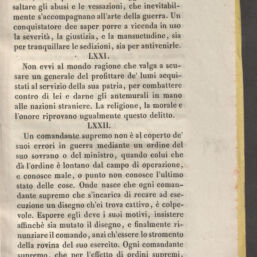 saltare gli abusi e le vessazioni, che inevitabil-
mente s'accompagnano all'arte della guerra. Un
conquistatore dee saper porre a vicenda in uso
la severità, la giustizia, e la mansuetudine, sia
per tranquillare le sedizioni, sia per antivenirle.
LXXI.
Non evvi al mondo ragione che valga a scu-
sare un generale del profittare de' lumi acqui-
stati al servizio della sua patria, per combattere
contro di lei e darne gli antemurali in mano
alle nazioni straniere. La religione, la morale e
l'onore riprovano ugualmente questo delitto.
LXXII.
Un comandante supremo non è al coperto de'
suoi errori in guerra mediante un ordine del
suo sovrano o del ministro, quando colui che
dà l'ordine è lontano dal campo di operazione,
e conosce male, o punto non conosce l'ultimo
stato delle cose. Onde nasce che ogni coman-
dante supremo che s'incarica di recare ad ese-
cuzione un disegno ch'ei trova cattivo, è colpe-
vole. Esporre egli deve i suoi motivi, insistere
affinchè sia mutato il disegno, e finalmente ri-
nunziare il comando, anzi ch'essere lo stromento
della rovina del suo esercito. Ogni comandante
supremo, che per l'effetto di ordini supremi,